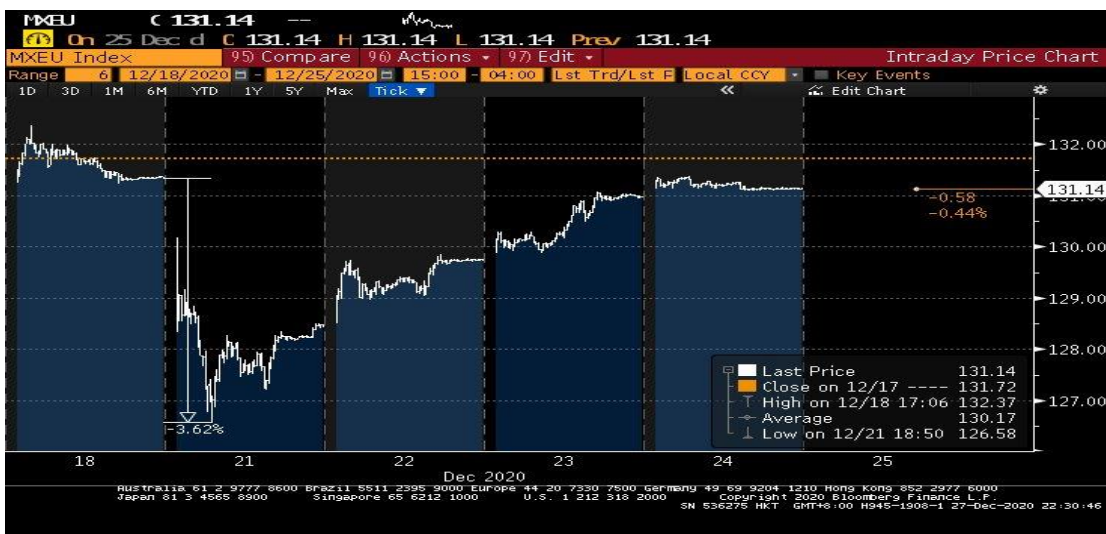 MXEU C 131.14 --
On 25 Dec d C 131.14 H 131.14 L 131.14 Prev 131.14
MXEU Index 95) Compare 96) Actions 97) Edit Intraday Price Chart
Range 6 12/18/2020 - 12/25/2020 15:00 - 04:00 Lst Trd/Lst F Local CCY Key Events
1D 3D 1M 6M YTD 1Y 5Y Max Tick ▼ « Edit Chart
132.00
131.14
131.00
-0.58
-0.44%
130.00
129.00
128.00
127.00
-3.62%
Last Price 131.14
Close on 12/17 ---- 131.72
High on 12/18 17:06 132.37
Average 130.17
Low on 12/21 18:50 126.58
18 21 22 23 24 25
Dec 2020
Australia 61 2 9777 8600 Brazil 5511 2395 9000 Europe 44 20 7330 7500 Germany 49 69 9204 1210 Hong Kong 852 2977 6000
Japan 81 3 4565 8900 Singapore 65 6212 1000 U.S. 1 212 318 2000 Copyright 2020 Bloomberg Finance L.P.
SN 536275 HKT GMT+8:00 H945-1908-1 27-Dec-2020 22:30:46